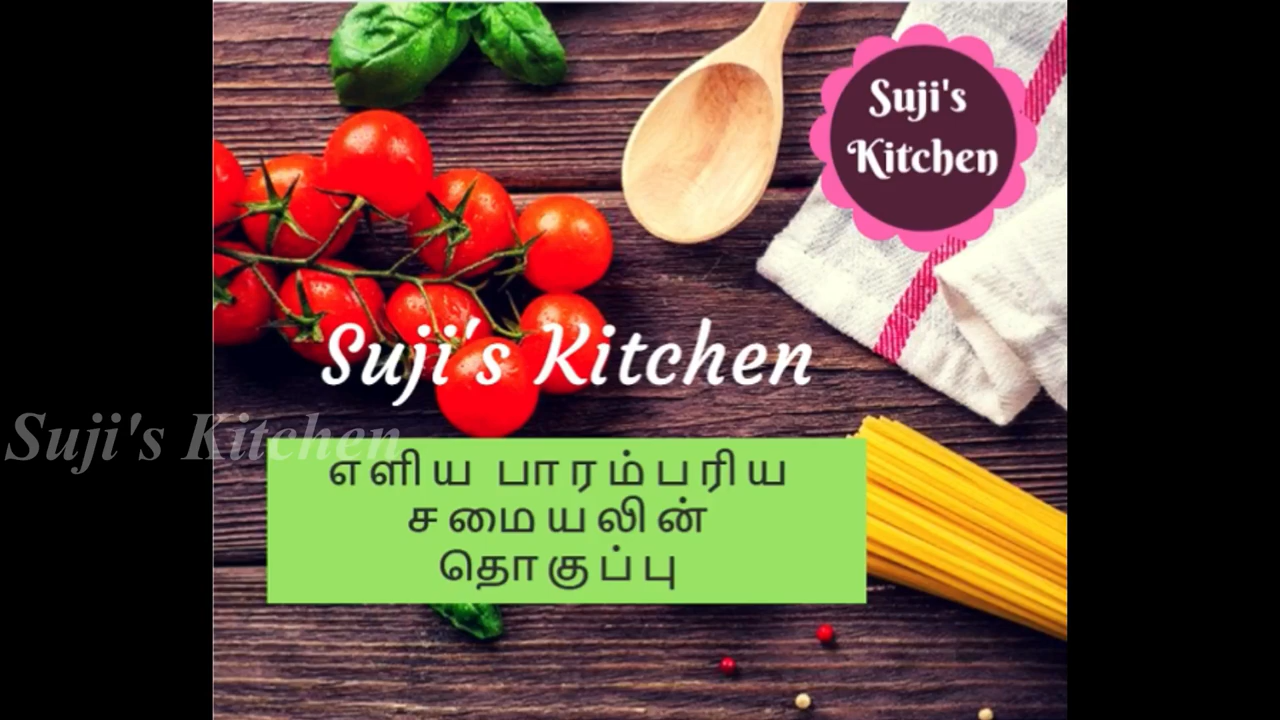 Suji's
Kitchen
Suji's Kitchen
Suji's Kitchen
எளிய பாரம்பரிய
சமையலின்
தொகுப்பு